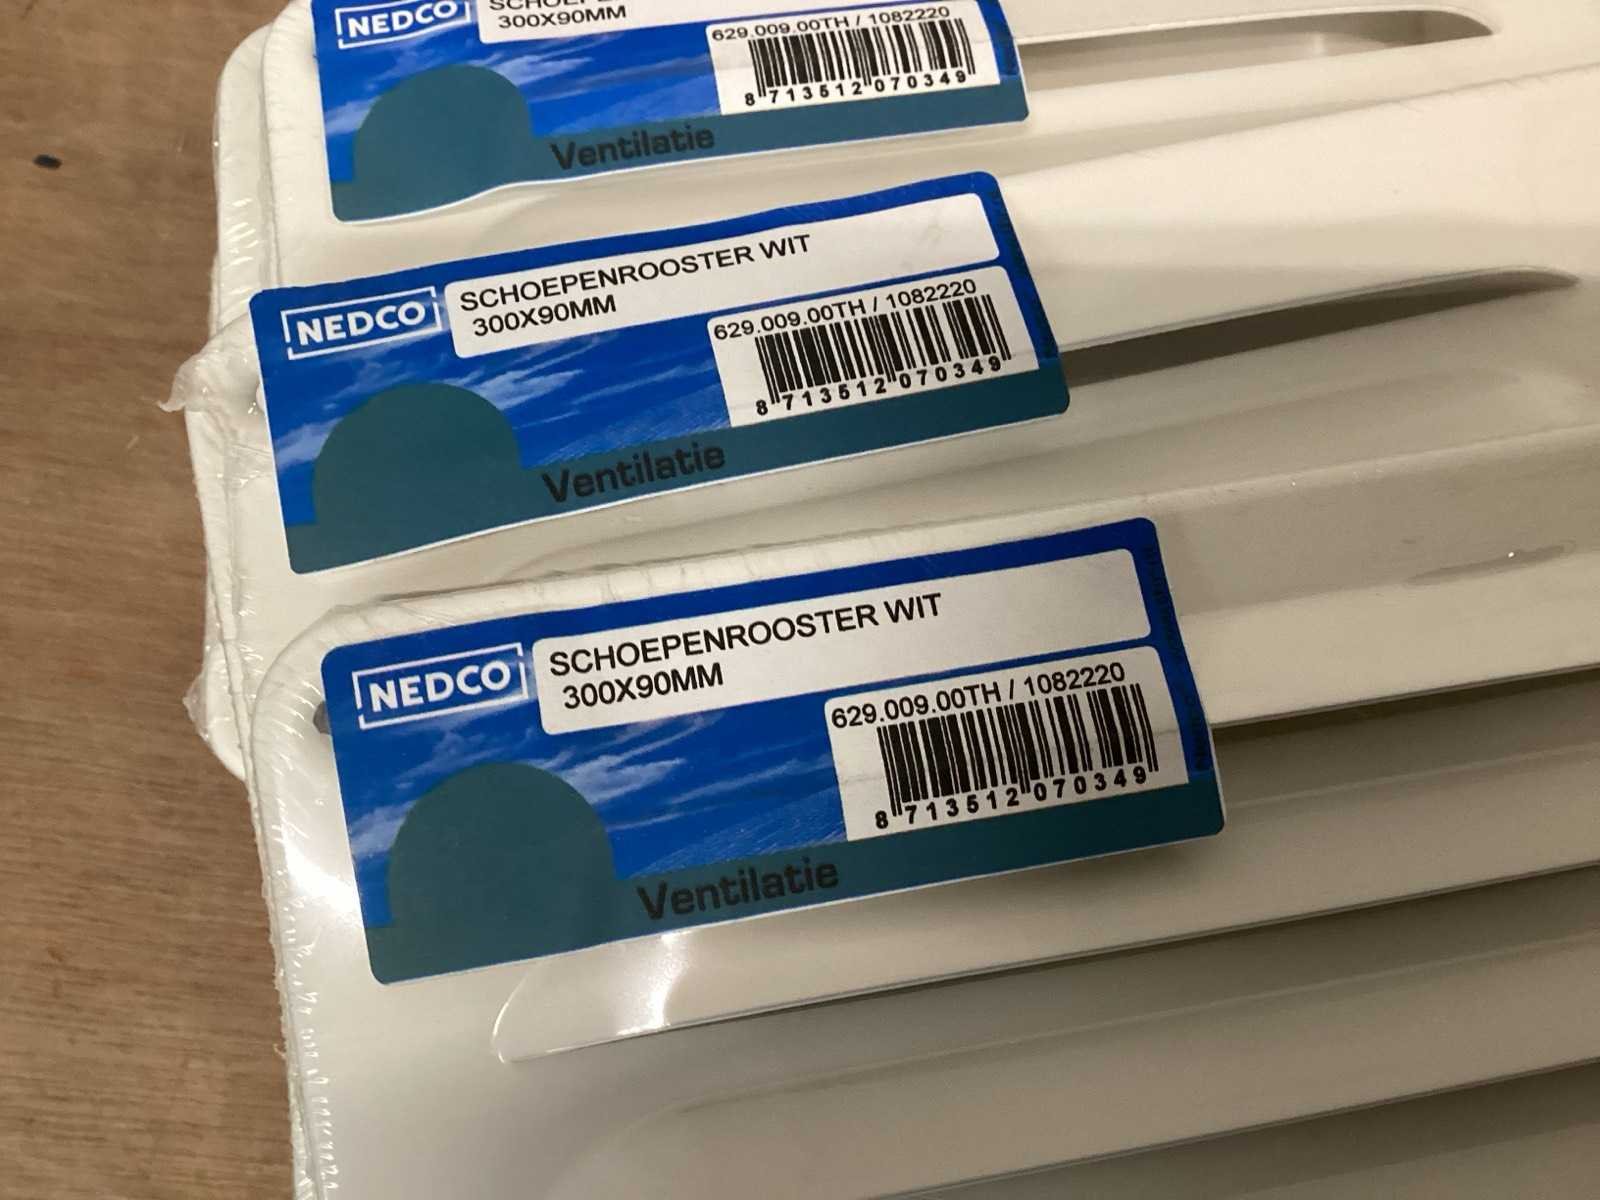 NEDCO
300X90MM
629.009.00TH / 1082220
8 713512 070349
Ventilatie
NEDCO
SCHOEPENROOSTER WIT
300X90MM
629.009.00TH / 1082220
8 713512 070349
Ventilatie
NEDCO
SCHOEPENROOSTER WIT
300X90MM
629.009.00TH / 1082220
8 713512 070349
Ventilatie